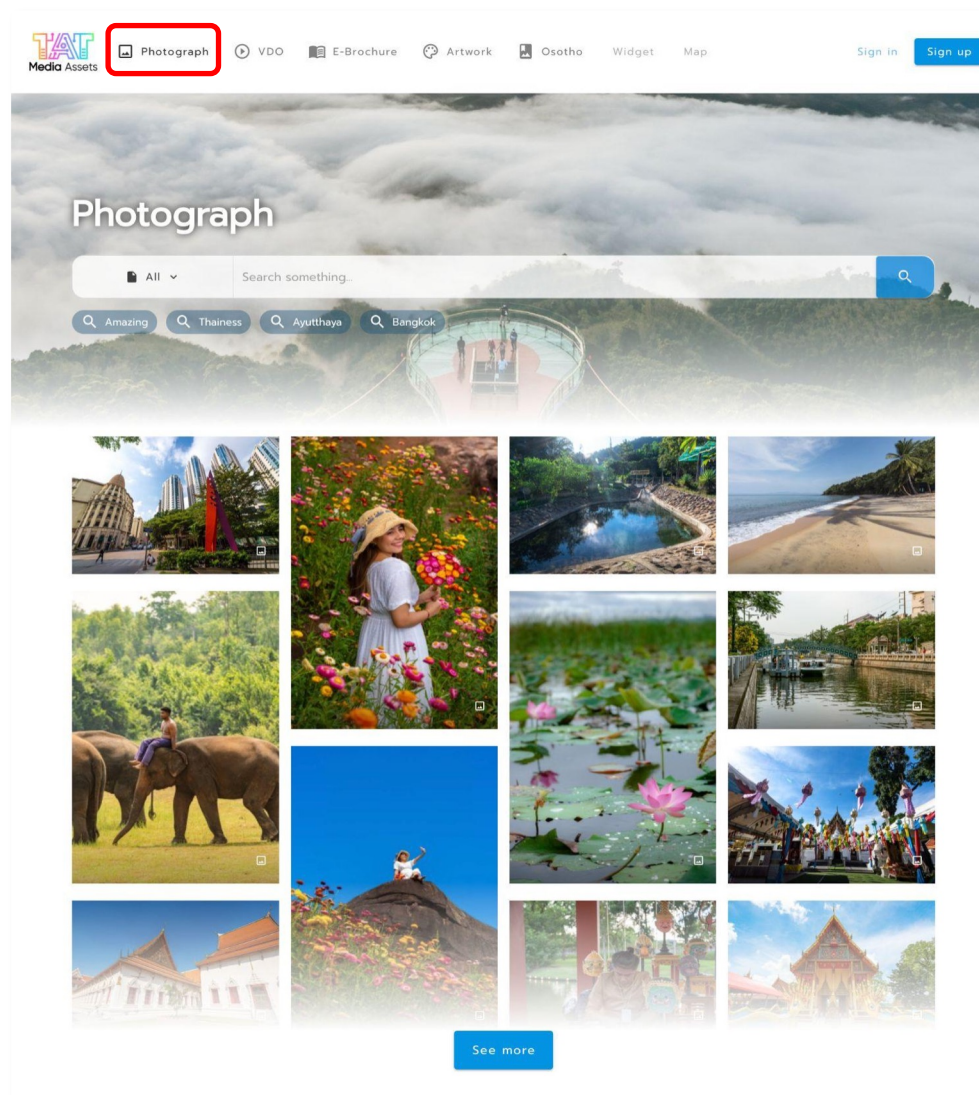 TAT
Media Assets
Photograph
VDO
E-Brochure
Artwork
Osotho
Widget
Map
Sign in
Sign up
Photograph
All
Search something...
Amazing
Thainess
Ayutthaya
Bangkok
See more